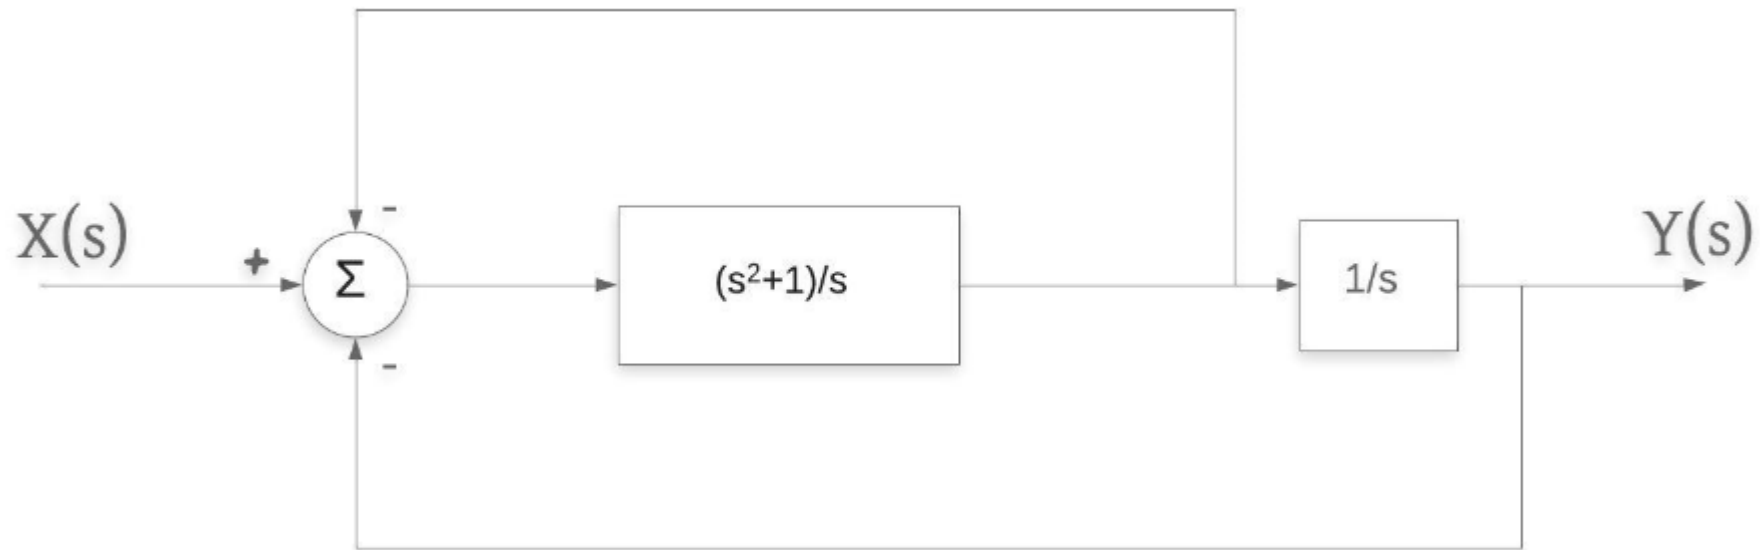 -
X(s)
+
Σ
(s²+1)/s
1/s
Y(s)
-